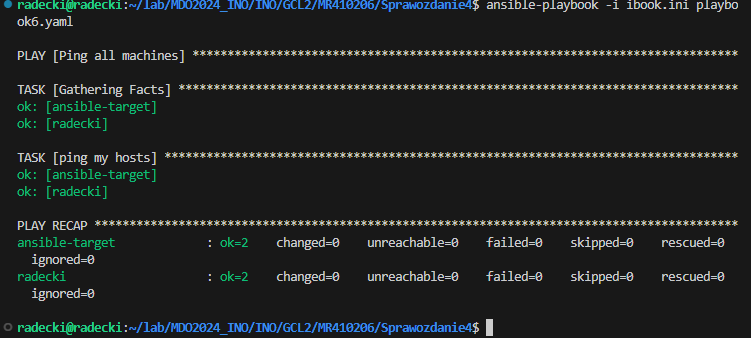 radecki@radecki:~/lab/MDO2024_INO/INO/GCL2/MR410206/Sprawozdanie4$ ansible-playbook -i ibook.ini playbo
ok6.yaml
PLAY [Ping all machines] ******************************************************************************
TASK [Gathering Facts] ********************************************************************************
ok: [ansible-target]
ok: [radecki]
TASK [ping my hosts] **********************************************************************************
ok: [ansible-target]
ok: [radecki]
PLAY RECAP ********************************************************************************************
ansible-target             : ok=2    changed=0    unreachable=0    failed=0    skipped=0    rescued=0
  ignored=0
radecki                    : ok=2    changed=0    unreachable=0    failed=0    skipped=0    rescued=0
  ignored=0
radecki@radecki:~/lab/MDO2024_INO/INO/GCL2/MR410206/Sprawozdanie4$